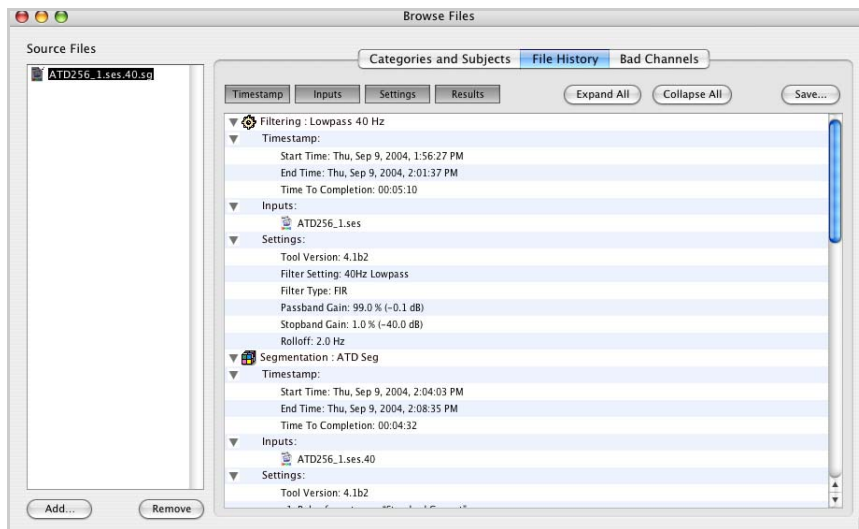 Browse Files
Source Files
ATD256_1.ses.40.sg
Categories and Subjects File History Bad Channels
Timestamp Inputs Settings Results Expand All Collapse All Save...
Filtering : Lowpass 40 Hz
Timestamp:
Start Time: Thu, Sep 9, 2004, 1:56:27 PM
End Time: Thu, Sep 9, 2004, 2:01:37 PM
Time To Completion: 00:05:10
Inputs:
ATD256_1.ses
Settings:
Tool Version: 4.1b2
Filter Setting: 40Hz Lowpass
Filter Type: FIR
Passband Gain: 99.0 % (-0.1 dB)
Stopband Gain: 1.0 % (-40.0 dB)
Rolloff: 2.0 Hz
Segmentation : ATD Seg
Timestamp:
Start Time: Thu, Sep 9, 2004, 2:04:03 PM
End Time: Thu, Sep 9, 2004, 2:08:35 PM
Time To Completion: 00:04:32
Inputs:
ATD256_1.ses.40
Settings:
Tool Version: 4.1b2
Add... Remove